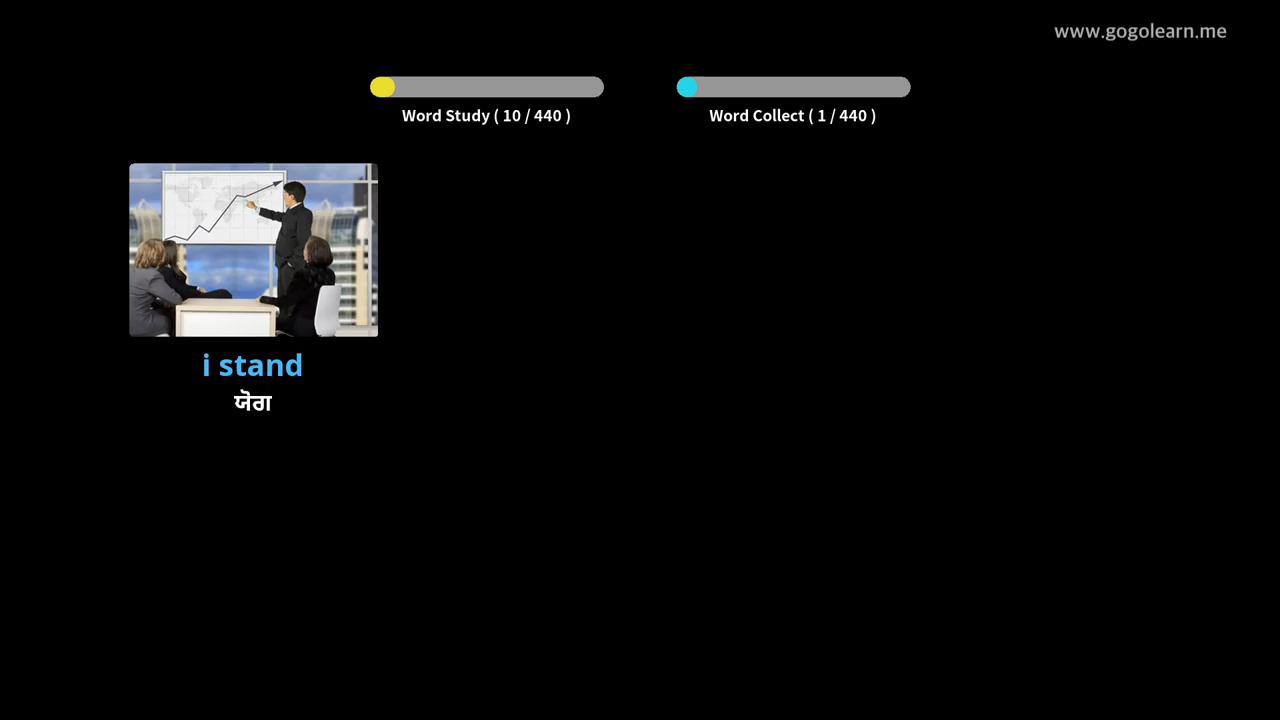 www.gogolearn.me
Word Study ( 10 / 440 )
Word Collect ( 1 / 440 )
i stand
ਯੋਗ